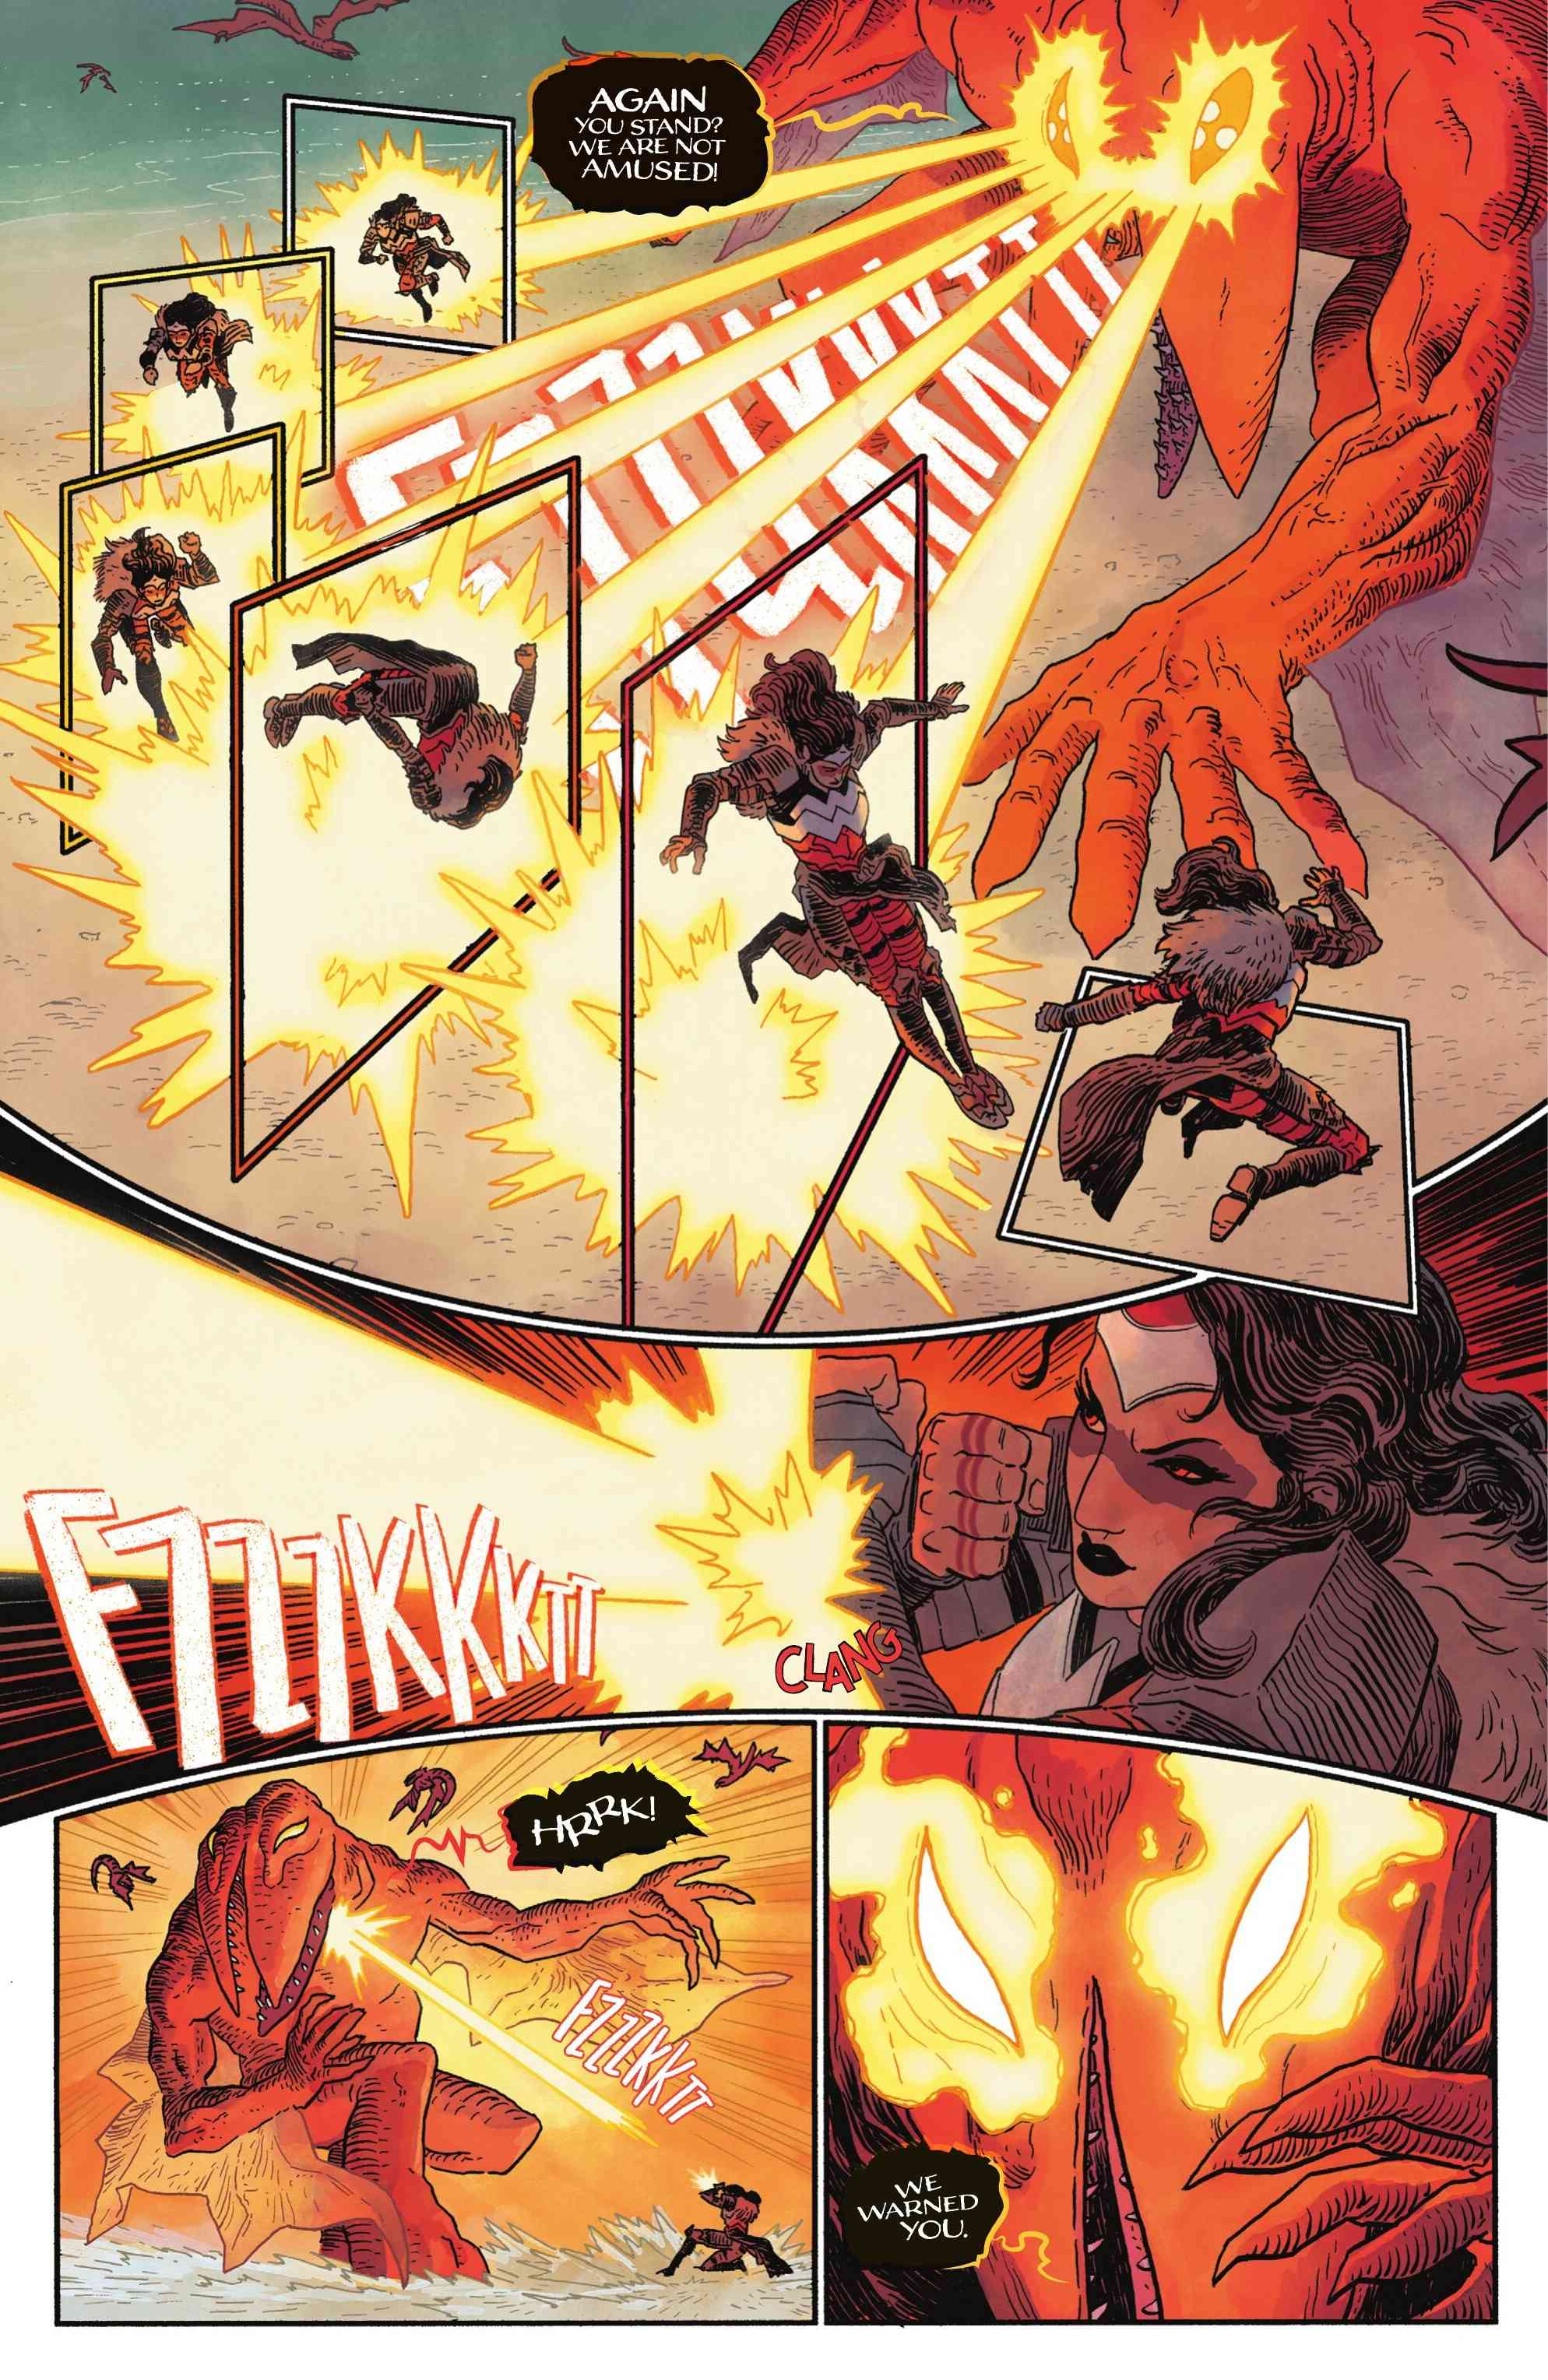 AGAIN
YOU STAND?
WE ARE NOT
AMUSED!
FZZZKKKTT
CLANG
HRRK!
FZZZKKTT
WE
WARNED
YOU.